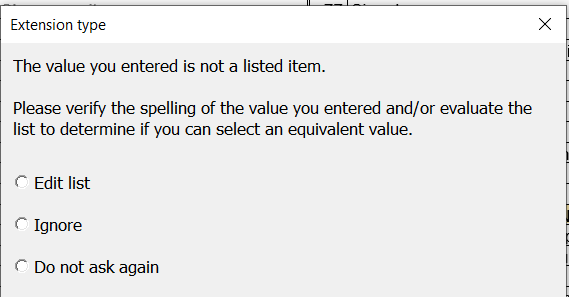 Extension type
The value you entered is not a listed item.
Please verify the spelling of the value you entered and/or evaluate the
list to determine if you can select an equivalent value.
Edit list
Ignore
Do not ask again